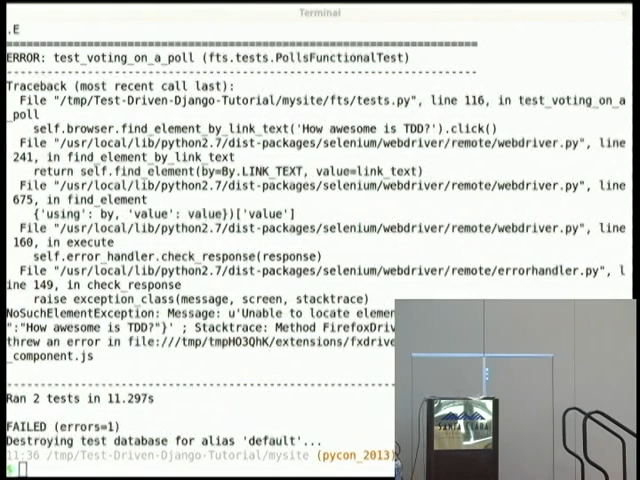 Terminal
.E
======================================================================
ERROR: test_voting_on_a_poll (fts.tests.PollsFunctionalTest)
----------------------------------------------------------------------
Traceback (most recent call last):
File "/tmp/Test-Driven-Django-Tutorial/mysite/fts/tests.py", line 116, in test_voting_on_a
_poll
self.browser.find_element_by_link_text('How awesome is TDD?').click()
File "/usr/local/lib/python2.7/dist-packages/selenium/webdriver/remote/webdriver.py", line
241, in find_element_by_link_text
return self.find_element(by=By.LINK_TEXT, value=link_text)
File "/usr/local/lib/python2.7/dist-packages/selenium/webdriver/remote/webdriver.py", line
675, in find_element
{'using': by, 'value': value})['value']
File "/usr/local/lib/python2.7/dist-packages/selenium/webdriver/remote/webdriver.py", line
160, in execute
self.error_handler.check_response(response)
File "/usr/local/lib/python2.7/dist-packages/selenium/webdriver/remote/errorhandler.py", l
ine 149, in check_response
raise exception_class(message, screen, stacktrace)
NoSuchElementException: Message: u'Unable to locate elemen
":"How awesome is TDD?"}' ; Stacktrace: Method FirefoxDriv
threw an error in file:///tmp/tmpHO3QhK/extensions/fxdrive
_component.js
----------------------------------------------------------------------
Ran 2 tests in 11.297s
FAILED (errors=1)
Destroying test database for alias 'default'...
11:36 /tmp/Test-Driven-Django-Tutorial/mysite (pycon_2013)
$
SANTA CLARA